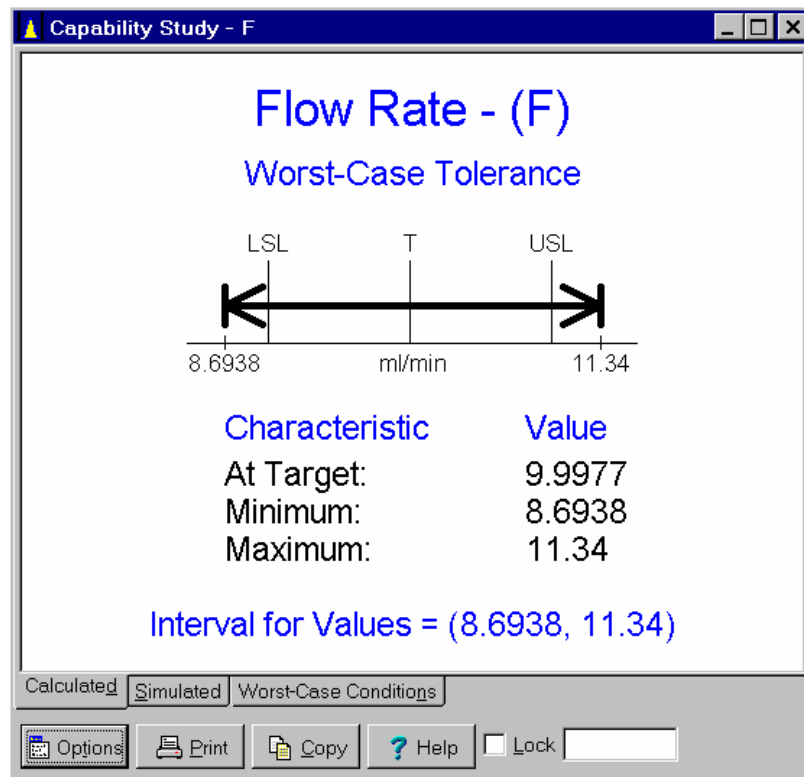 Capability Study - F
Flow Rate - (F)
Worst-Case Tolerance
LSL T USL
8.6938 ml/min 11.34
Characteristic Value
At Target: 9.9977
Minimum: 8.6938
Maximum: 11.34
Interval for Values = (8.6938, 11.34)
Calculated Simulated Worst-Case Conditions
Options Print Copy ? Help Lock